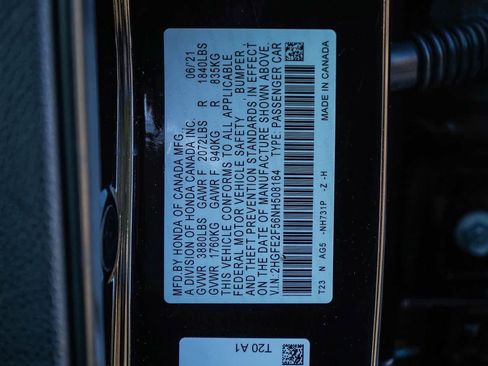 MFD.BY HONDA OF CANADA MFG. 06/21
A DIVISION OF HONDA CANADA INC.
GVWR 3880LBS GAWR F 2072LBS R 1840LBS
GVWR 1760KG GAWR F 940KG R 835KG
THIS VEHICLE CONFORMS TO ALL APPLICABLE
FEDERAL MOTOR VEHICLE SAFETY , BUMPER ,
AND THEFT PREVENTION STANDARDS IN EFFECT
ON THE DATE OF MANUFACTURE SHOWN ABOVE.
V.I.N: 2HGFE2F56NH508164 TYPE: PASSENGER CAR
MADE IN CANADA
T23 N AG5 -NH731P -Z -H
T20 A1